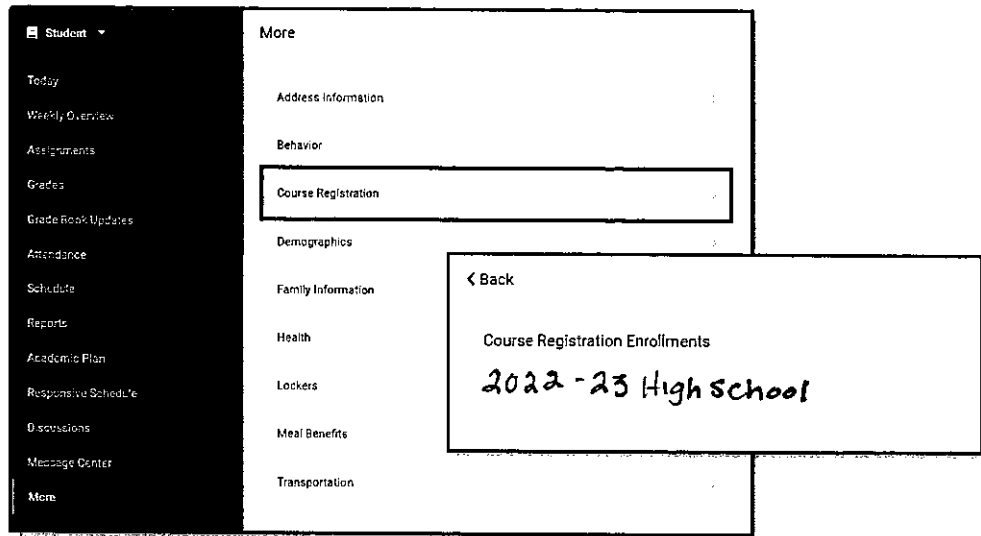 Student
Today
Weekly Overview
Assignments
Grades
Grade Book Updates
Attendance
Schedule
Reports
Academic Plan
Responsive Schedule
Discussions
Message Center
More
More
Address Information
Behavior
Course Registration
Demographics
Family Information
Health
Lockers
Meal Benefits
Transportation
Back
Course Registration Enrollments
2022-23 High School